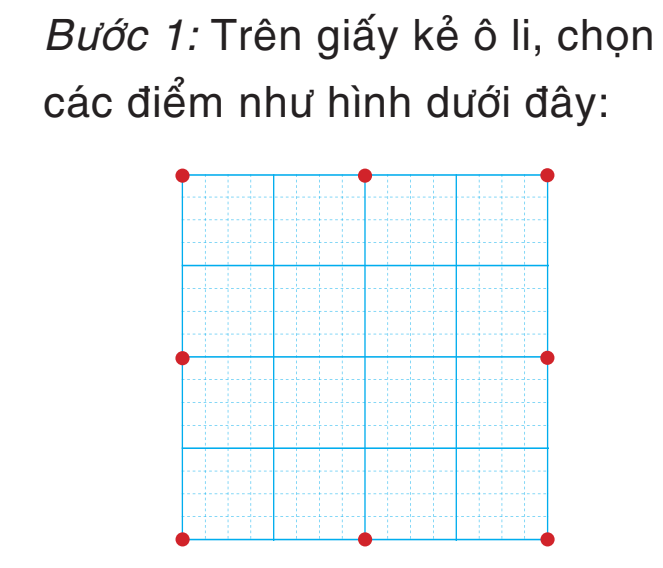 Bước 1: Trên giấy kẻ ô li, chọn
các điểm như hình dưới đây: